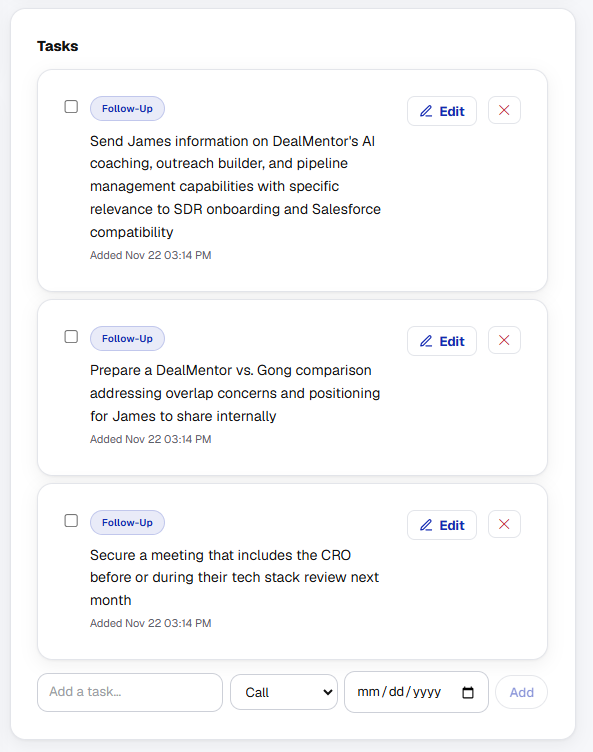 Tasks
Follow-Up
Edit
Send James information on DealMentor's AI
coaching, outreach builder, and pipeline
management capabilities with specific
relevance to SDR onboarding and Salesforce
compatibility
Added Nov 22 03:14 PM
Follow-Up
Edit
Prepare a DealMentor vs. Gong comparison
addressing overlap concerns and positioning
for James to share internally
Added Nov 22 03:14 PM
Follow-Up
Edit
Secure a meeting that includes the CRO
before or during their tech stack review next
month
Added Nov 22 03:14 PM
Add a task...
Call
mm/dd/yyyy
Add